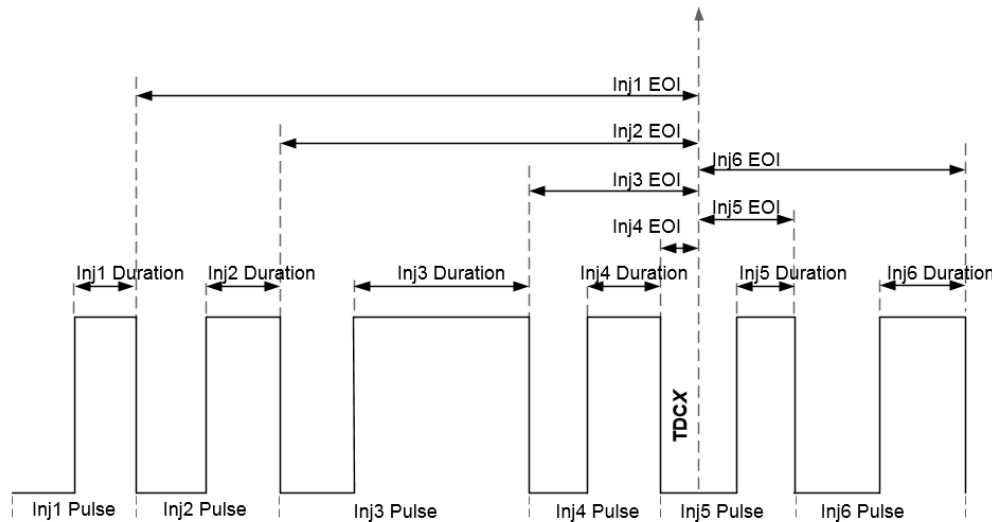 Inj1 EOI
Inj2 EOI
Inj6 EOI
Inj3 EOI
Inj5 EOI
Inj4 EOI
Inj1 Duration
Inj2 Duration
Inj3 Duration
Inj4 Duration
Inj5 Duration
Inj6 Duration
TDCX
Inj1 Pulse
Inj2 Pulse
Inj3 Pulse
Inj4 Pulse
Inj5 Pulse
Inj6 Pulse